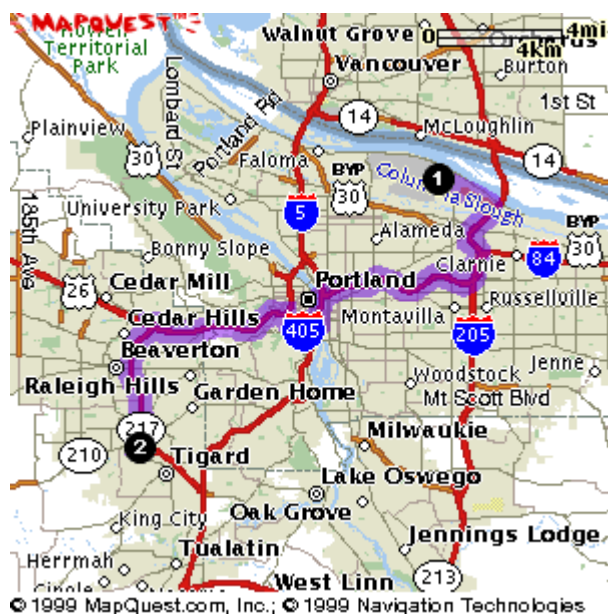 MAPQUEST
Walnut Grove
0
4mi
4km
Orchards
Territorial
Park
Lombard St
Vancouver
Burton
1st St
Portland Rd
14
McLoughlin
Plainview
30
Faloma
BYP
30
1
14
Columbia Slough
185th Ave
University Park
5
Alameda
BYP
30
Bonny Slope
Clarnie
84
26
Cedar Mill
Portland
Russellville
Cedar Hills
405
Montavilla
205
Beaverton
Raleigh Hills
Woodstock
Jenne
Garden Home
Mt Scott Blvd
217
2
Milwaukie
210
Tigard
Lake Oswego
King City
Oak Grove
Jennings Lodge
Tualatin
Herrmah
West Linn
213
© 1999 MapQuest.com, Inc.; © 1999 Navigation Technologies